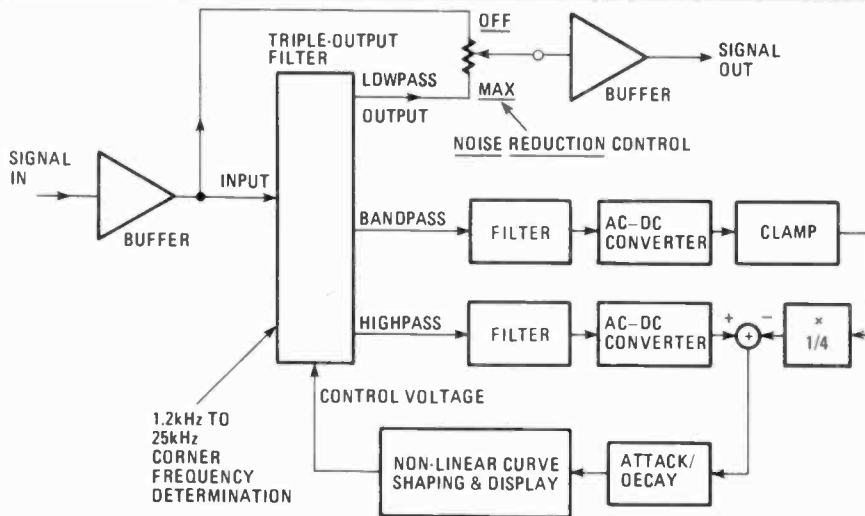 OFF
TRIPLE-OUTPUT
FILTER
LOWPASS
OUTPUT
MAX
NOISE REDUCTION CONTROL
BUFFER
SIGNAL
OUT
SIGNAL
IN
BUFFER
INPUT
BANDPASS
FILTER
AC-DC
CONVERTER
CLAMP
HIGHPASS
FILTER
AC-DC
CONVERTER
+
+
−
×
1/4
CONTROL VOLTAGE
1.2kHz TO
25kHz
CORNER
FREQUENCY
DETERMINATION
NON-LINEAR CURVE
SHAPING & DISPLAY
ATTACK/
DECAY